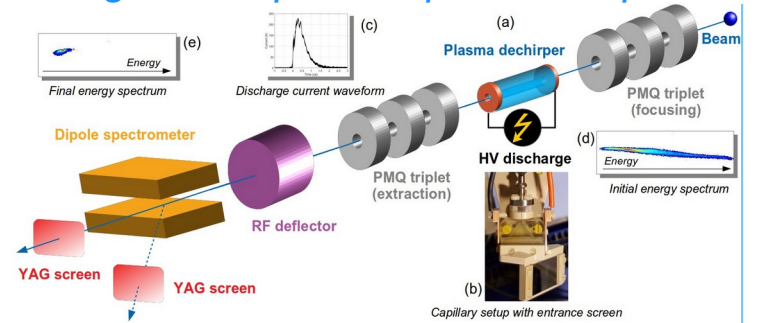 (e)
Energy
Final energy spectrum
(c)
Discharge current waveform
(a)
Plasma dechirper
Beam
PMQ triplet
(focusing)
HV discharge
(d)
Energy
Initial energy spectrum
PMQ triplet
(extraction)
Dipole spectrometer
RF deflector
YAG screen
YAG screen
(b)
Capillary setup with entrance screen